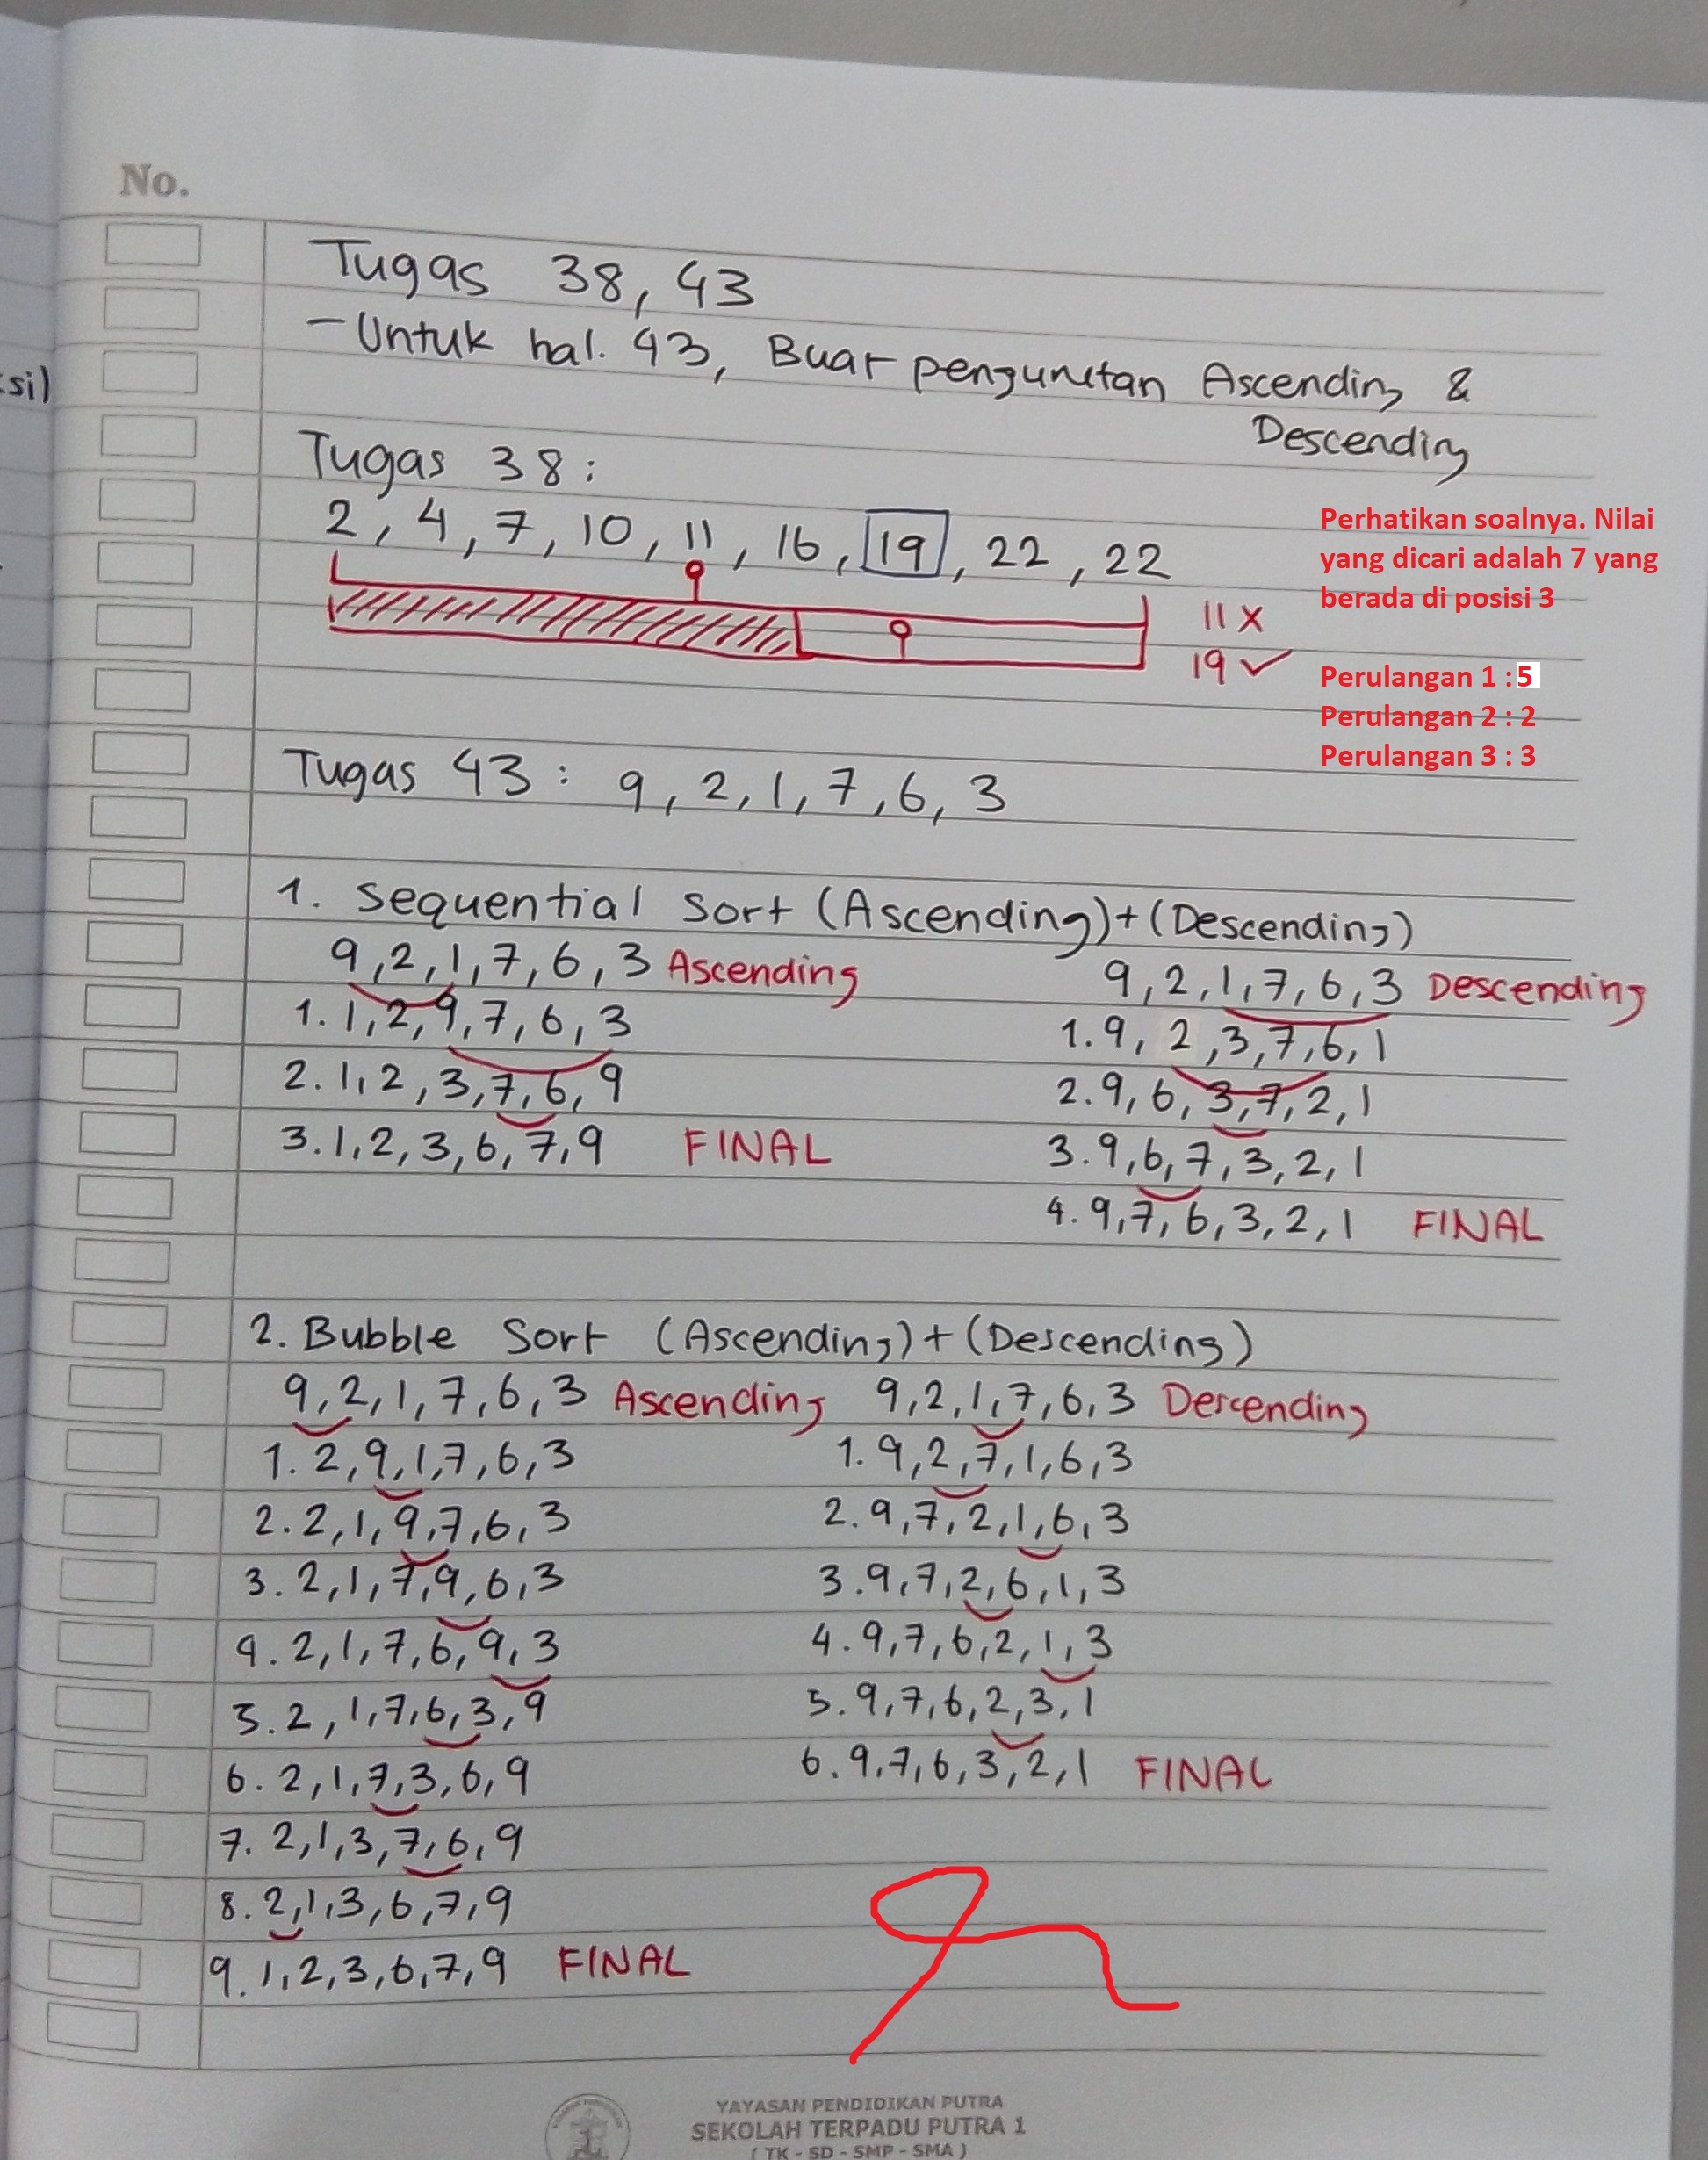 No.
si)
Tugas 38, 43
- Untuk hal. 43, Buat pengurutan Ascending &
Descending
Tugas 38 :
2, 4, 7, 10, 11, 16, 19, 22, 22
11 x
19 ✓
Perhatikan soalnya. Nilai
yang dicari adalah 7 yang
berada di posisi 3
Perulangan 1 : 5
Perulangan 2 : 2
Perulangan 3 : 3
Tugas 43 : 9, 2, 1, 7, 6, 3
1. Sequential Sort (Ascending) + (Descending)
9, 2, 1, 7, 6, 3 Ascending
1. 1, 2, 9, 7, 6, 3
2. 1, 2, 3, 7, 6, 9
3. 1, 2, 3, 6, 7, 9 FINAL
9, 2, 1, 7, 6, 3 Descending
1. 9, 2, 3, 7, 6, 1
2. 9, 6, 3, 7, 2, 1
3. 9, 6, 7, 3, 2, 1
4. 9, 7, 6, 3, 2, 1 FINAL
2. Bubble Sort (Ascending) + (Descending)
9, 2, 1, 7, 6, 3 Ascending
1. 2, 9, 1, 7, 6, 3
2. 2, 1, 9, 7, 6, 3
3. 2, 1, 7, 9, 6, 3
4. 2, 1, 7, 6, 9, 3
5. 2, 1, 7, 6, 3, 9
6. 2, 1, 7, 3, 6, 9
7. 2, 1, 3, 7, 6, 9
8. 2, 1, 3, 6, 7, 9
9. 1, 2, 3, 6, 7, 9 FINAL
9, 2, 1, 7, 6, 3 Descending
1. 9, 2, 7, 1, 6, 3
2. 9, 7, 2, 1, 6, 3
3. 9, 7, 2, 6, 1, 3
4. 9, 7, 6, 2, 1, 3
5. 9, 7, 6, 2, 3, 1
6. 9, 7, 6, 3, 2, 1 FINAL
YAYASAN PENDIDIKAN PUTRA
SEKOLAH TERPADU PUTRA 1
( TK - SD - SMP - SMA )